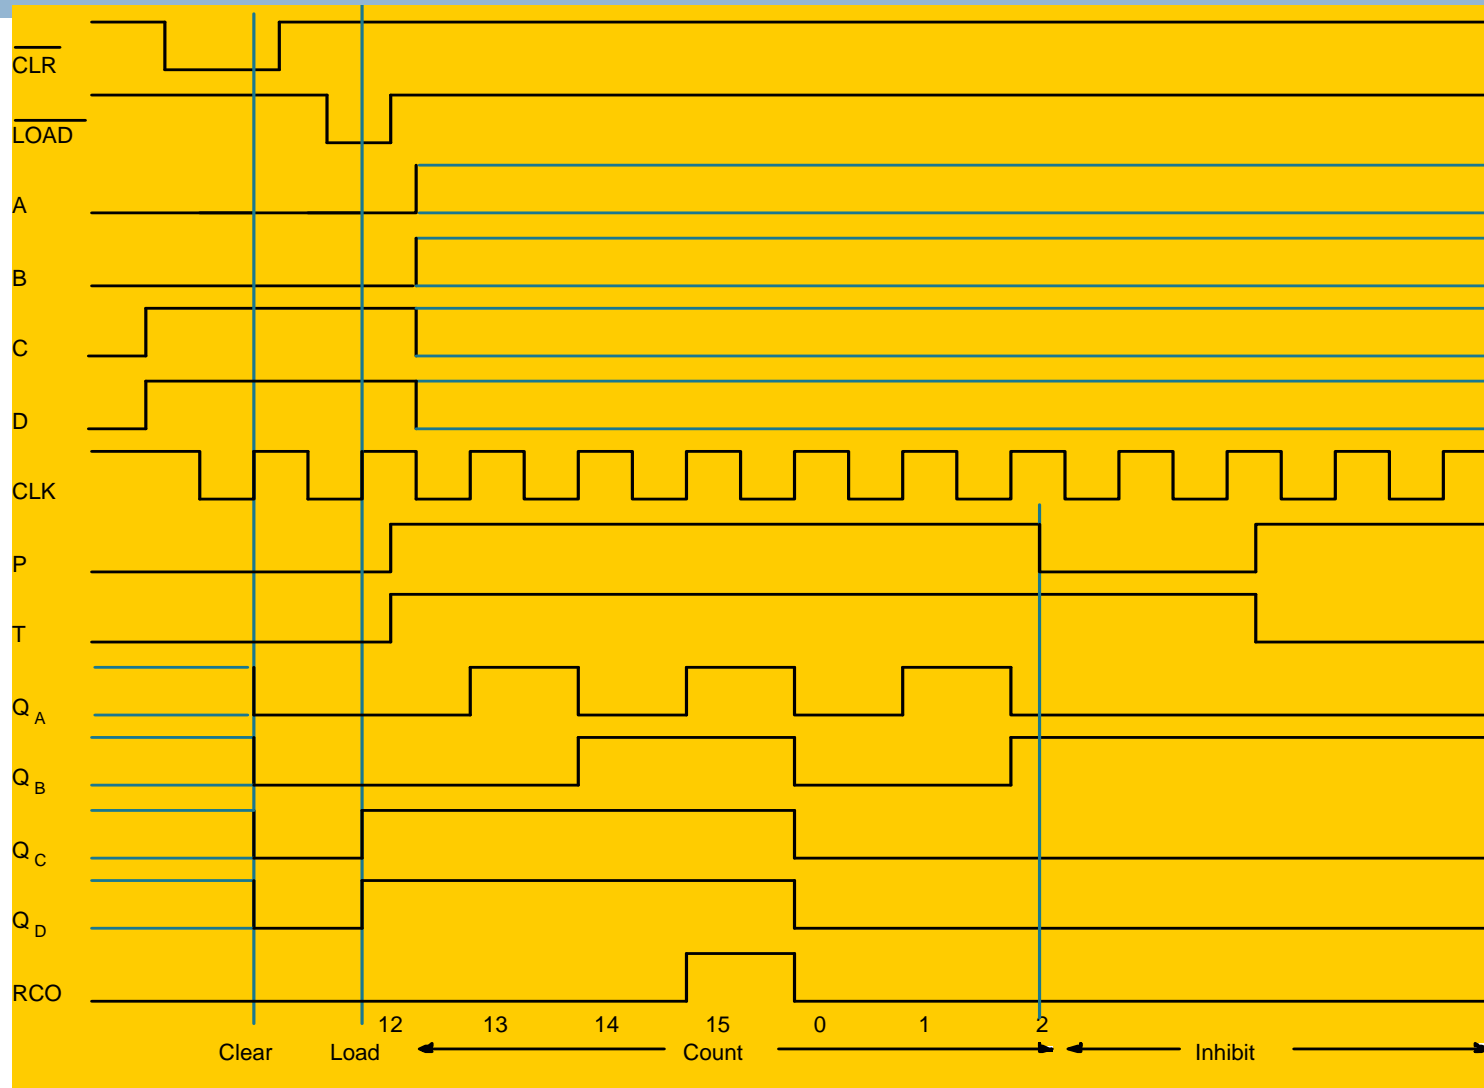 CLR
LOAD
A
B
C
D
CLK
P
T
Q A
Q B
Q C
Q D
RCO
12 13 14 15 0 1 2
Clear Load Count Inhibit